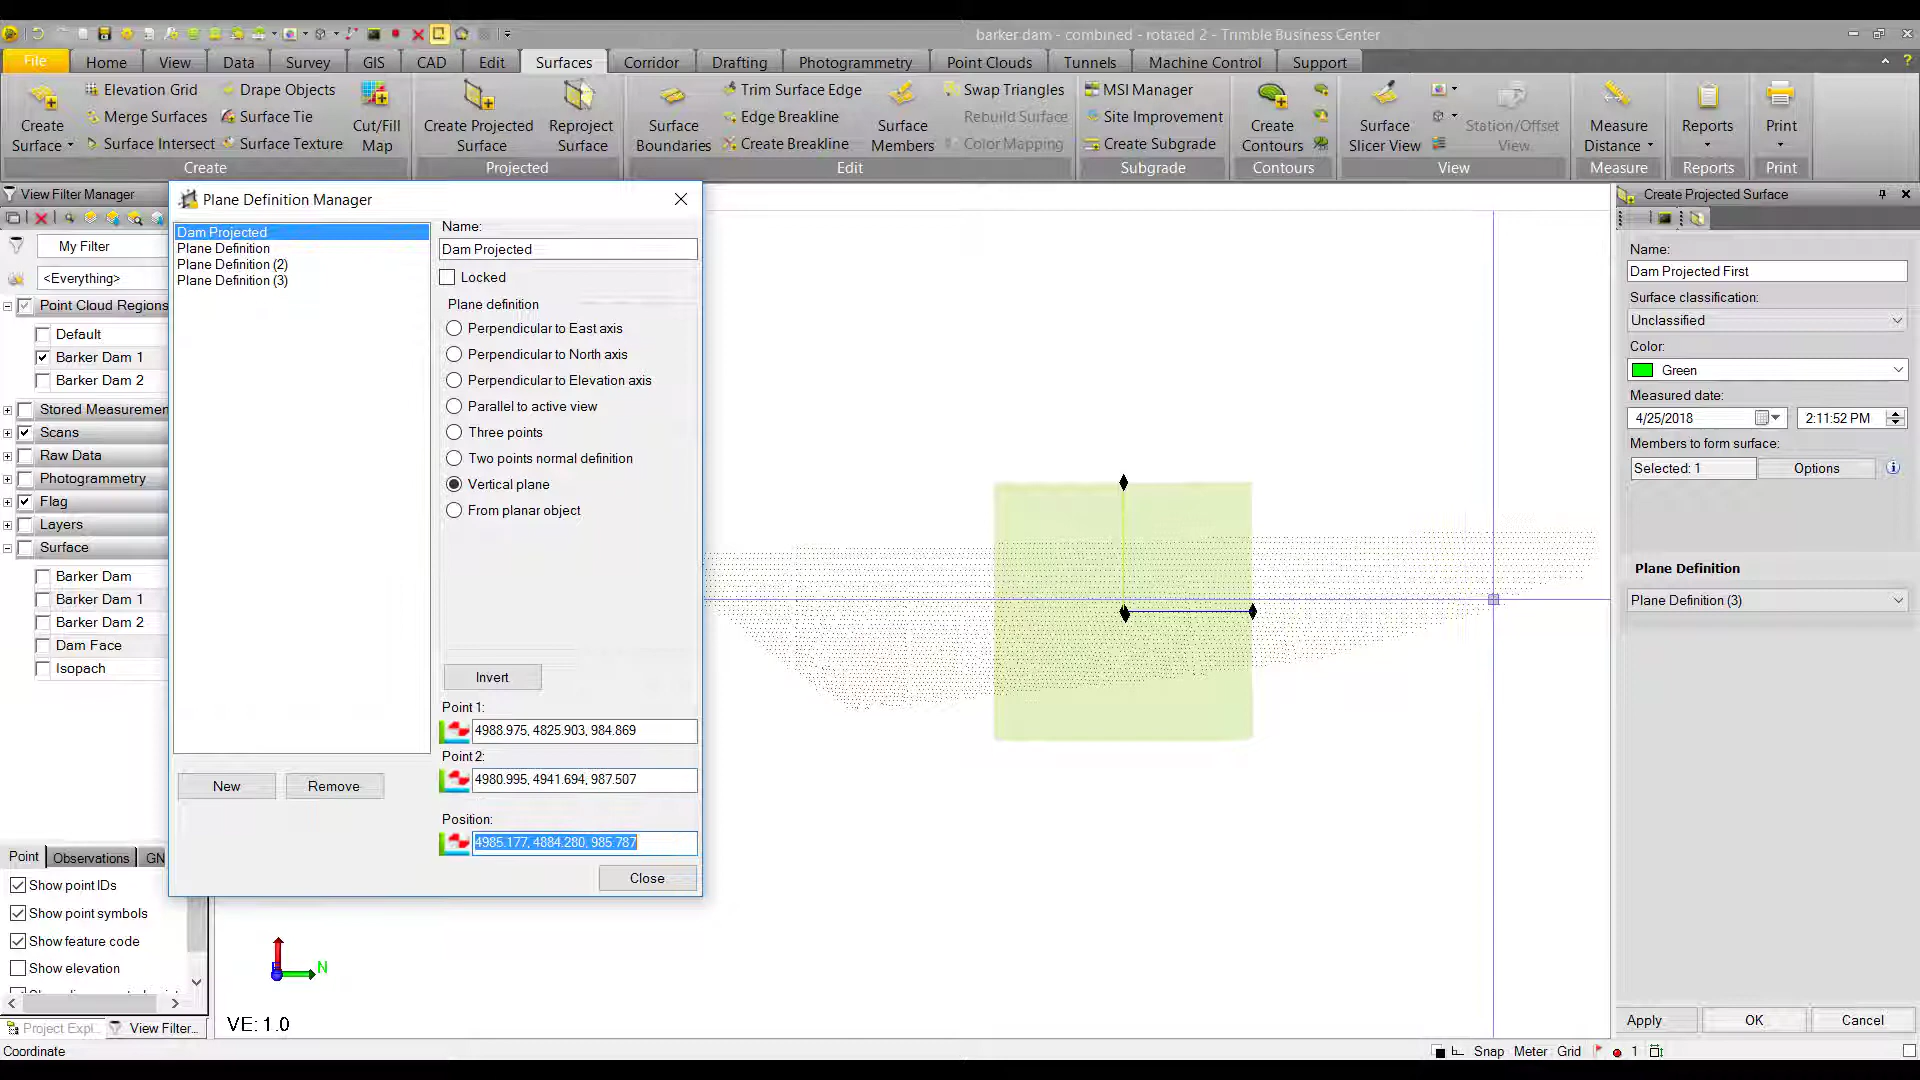 barker dam - combined - rotated 2 - Trimble Business Center
File Home View Data Survey GIS CAD Edit Surfaces Corridor Drafting Photogrammetry Point Clouds Tunnels Machine Control Support
Create Surface
Elevation Grid
Merge Surfaces
Surface Intersect
Drape Objects
Surface Tie
Surface Texture
Cut/Fill Map
Create
Create Projected Surface
Reproject Surface
Projected
Surface Boundaries
Trim Surface Edge
Edge Breakline
Create Breakline
Surface Members
Swap Triangles
Rebuild Surface
Color Mapping
Edit
MSI Manager
Site Improvement
Create Subgrade
Subgrade
Create Contours
Contours
Surface Slicer View
Station/Offset View
View
Measure Distance
Measure
Reports
Reports
Print
Print
View Filter Manager
My Filter
<Everything>
Point Cloud Regions
Default
Barker Dam 1
Barker Dam 2
Stored Measuremen
Scans
Raw Data
Photogrammetry
Flag
Layers
Surface
Barker Dam
Barker Dam 1
Barker Dam 2
Dam Face
Isopach
Point Observations GN
Show point IDs
Show point symbols
Show feature code
Show elevation
Project Expl... View Filter...
Coordinate
Plane Definition Manager
Dam Projected
Plane Definition
Plane Definition (2)
Plane Definition (3)
New Remove
Name:
Dam Projected
Locked
Plane definition
Perpendicular to East axis
Perpendicular to North axis
Perpendicular to Elevation axis
Parallel to active view
Three points
Two points normal definition
Vertical plane
From planar object
Invert
Point 1:
4988.975, 4825.903, 984.869
Point 2:
4980.995, 4941.694, 987.507
Position:
4985.177, 4884.280, 985.787
Close
N
VE: 1.0
Create Projected Surface
Name:
Dam Projected First
Surface classification:
Unclassified
Color:
Green
Measured date:
4/25/2018 2:11:52 PM
Members to form surface:
Selected: 1 Options
Plane Definition
Plane Definition (3)
Apply OK Cancel
Snap Meter Grid 1